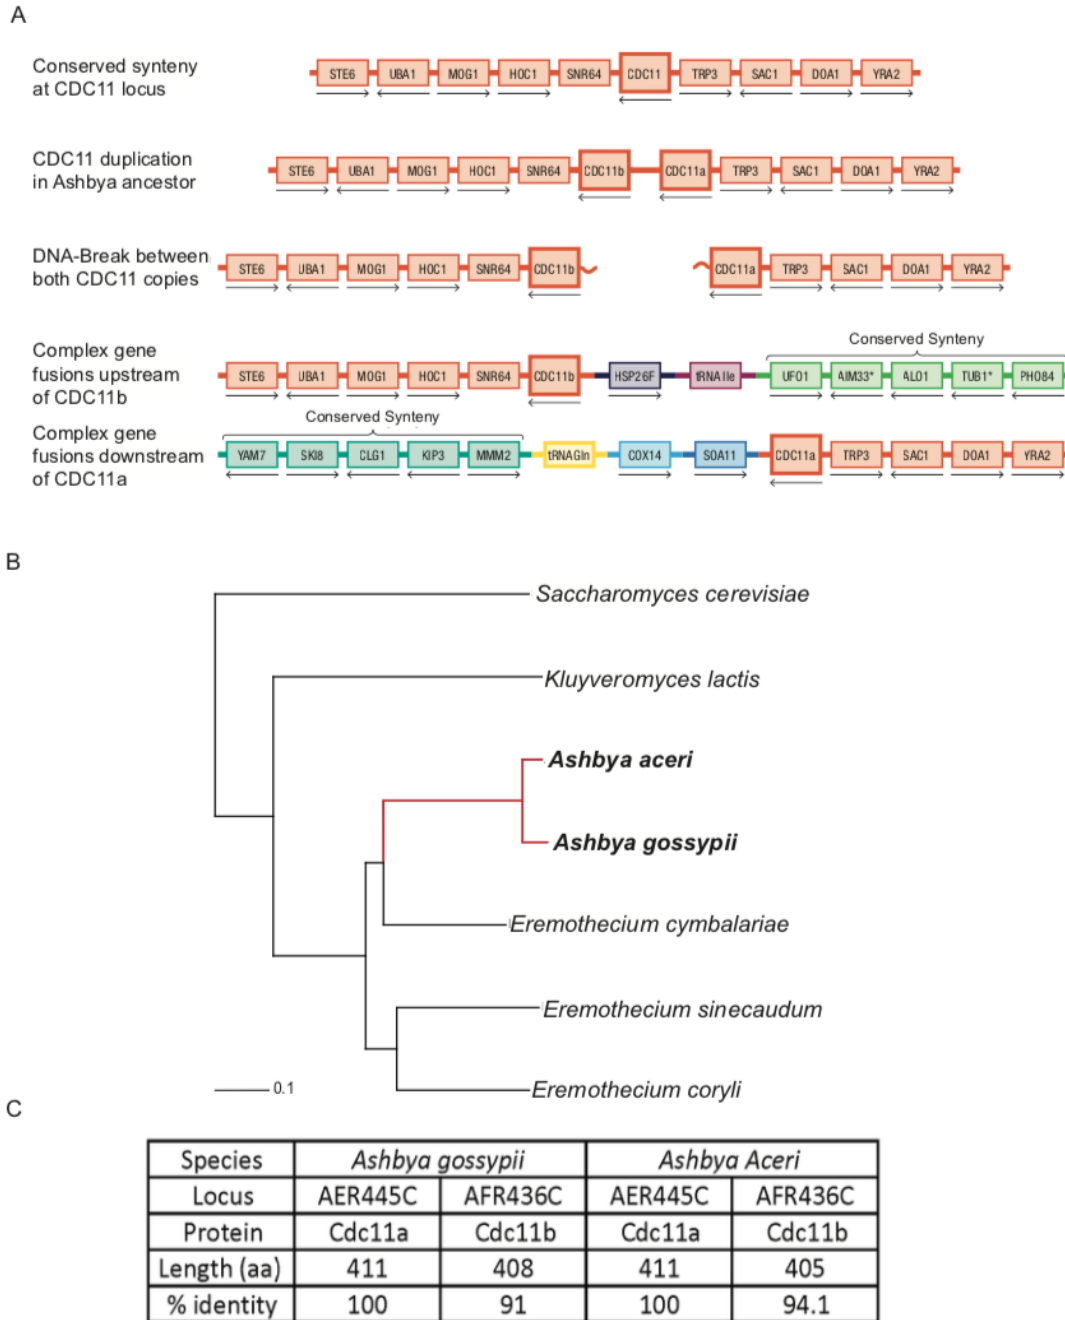 A
Conserved synteny
at CDC11 locus
STE6 UBA1 MOG1 HOC1 SNR64 CDC11 TRP3 SAC1 DOA1 YRA2
CDC11 duplication
in Ashbya ancestor
STE6 UBA1 MOG1 HOC1 SNR64 CDC11b CDC11a TRP3 SAC1 DOA1 YRA2
DNA-Break between
both CDC11 copies
STE6 UBA1 MOG1 HOC1 SNR64 CDC11b CDC11a TRP3 SAC1 DOA1 YRA2
Conserved Synteny
Complex gene
fusions upstream
of CDC11b
STE6 UBA1 MOG1 HOC1 SNR64 CDC11b HSP26F tRNAIle UFO1 AIM33* ALO1 TUB1* PHO84
Conserved Synteny
Complex gene
fusions downstream
of CDC11a
YAM7 SKI8 CLG1 KIP3 MMM2 tRNAGln COX14 SOA11 CDC11a TRP3 SAC1 DOA1 YRA2
B
Saccharomyces cerevisiae
Kluyveromyces lactis
Ashbya aceri
Ashbya gossypii
Eremothecium cymbalariae
Eremothecium sinecaudum
Eremothecium coryli
0.1
C
Species Ashbya gossypii Ashbya Aceri
Locus AER445C AFR436C AER445C AFR436C
Protein Cdc11a Cdc11b Cdc11a Cdc11b
Length (aa) 411 408 411 405
% identity 100 91 100 94.1